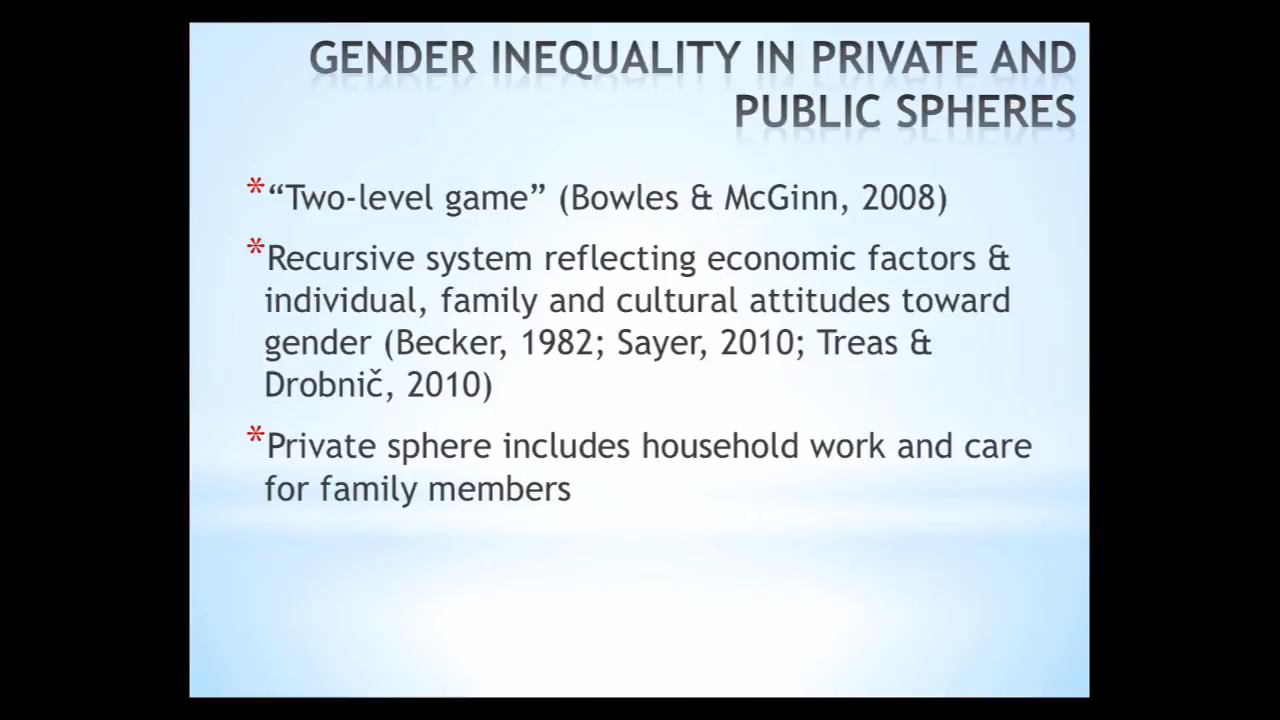 GENDER INEQUALITY IN PRIVATE AND
PUBLIC SPHERES
*“Two-level game” (Bowles & McGinn, 2008)
*Recursive system reflecting economic factors &
individual, family and cultural attitudes toward
gender (Becker, 1982; Sayer, 2010; Treas &
Drobnič, 2010)
*Private sphere includes household work and care
for family members